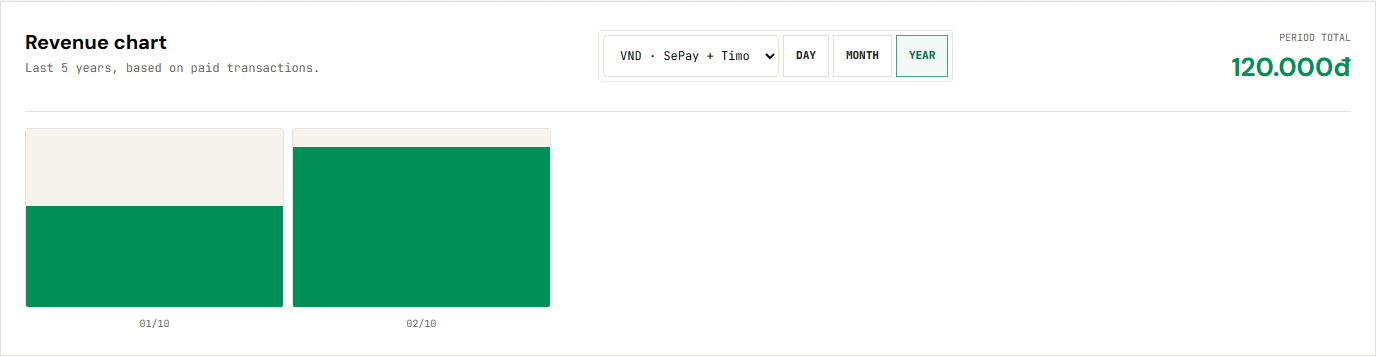 Revenue chart
Last 5 years, based on paid transactions.
VND · SePay + Timo
DAY
MONTH
YEAR
PERIOD TOTAL
120.000đ
01/10
02/10